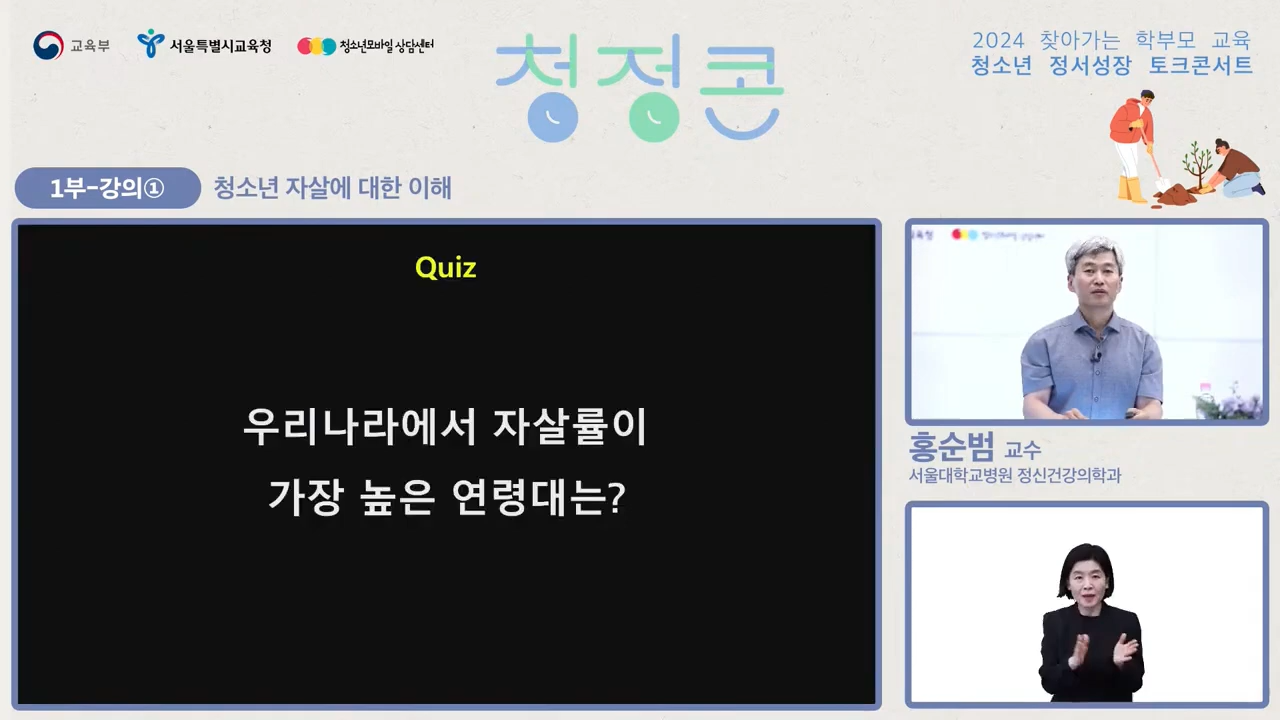 교육부
서울특별시교육청
청소년모바일 상담센터
청정콘
2024 찾아가는 학부모 교육
청소년 정서성장 토크콘서트
1부-강의①
청소년 자살에 대한 이해
Quiz
우리나라에서 자살률이
가장 높은 연령대는?
홍순범 교수
서울대학교병원 정신건강의학과